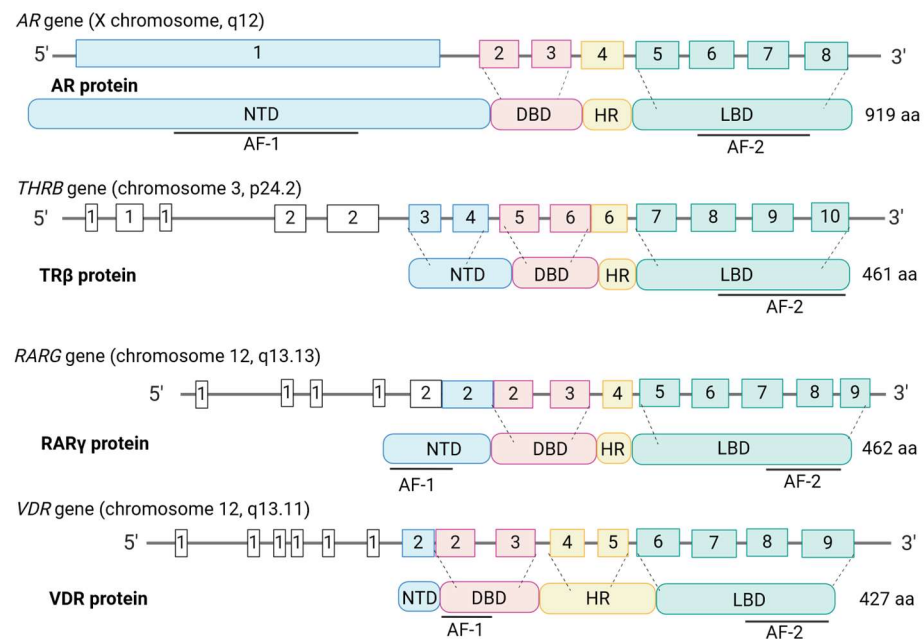 AR gene (X chromosome, q12)
5' 1 2 3 4 5 6 7 8 3'
AR protein
NTD DBD HR LBD 919 aa
AF-1 AF-2
THRB gene (chromosome 3, p24.2)
5' 1 1 1 2 2 3 4 5 6 6 7 8 9 10 3'
TRβ protein NTD DBD HR LBD 461 aa
AF-2
RARG gene (chromosome 12, q13.13)
5' 1 1 1 1 2 2 2 3 4 5 6 7 8 9 3'
RARγ protein NTD DBD HR LBD 462 aa
AF-1 AF-2
VDR gene (chromosome 12, q13.11)
5' 1 1 1 1 1 1 2 2 3 4 5 6 7 8 9 3'
VDR protein NTD DBD HR LBD 427 aa
AF-1 AF-2